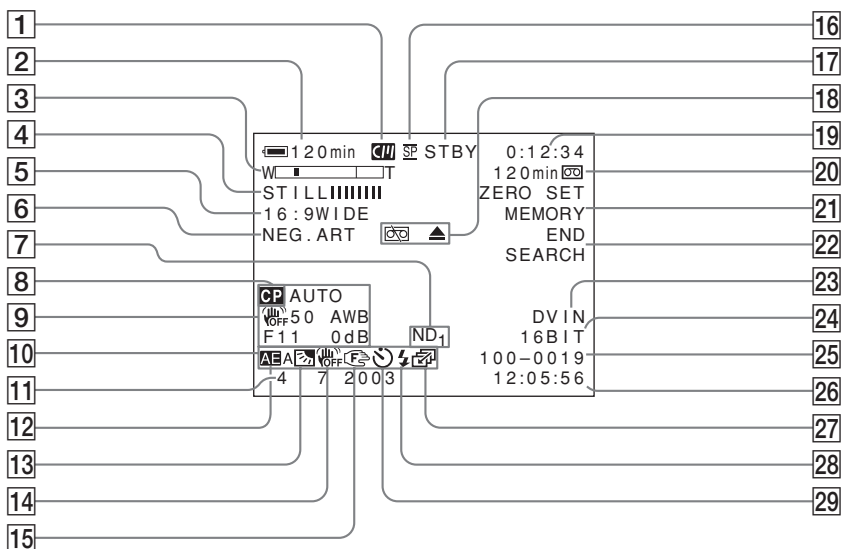 1
2
3
4
5
6
7
8
9
10
11
12
13
14
15
16
17
18
19
20
21
22
23
24
25
26
27
28
29
120min SP STBY 0:12:34
W T 120min
STILL ZERO SET
16:9WIDE MEMORY
NEG.ART END
SEARCH
CP AUTO
OFF 50 AWB DV IN
F11 0dB ND1 16BIT
AE A OFF F 100-0019
4 7 2003 12:05:56